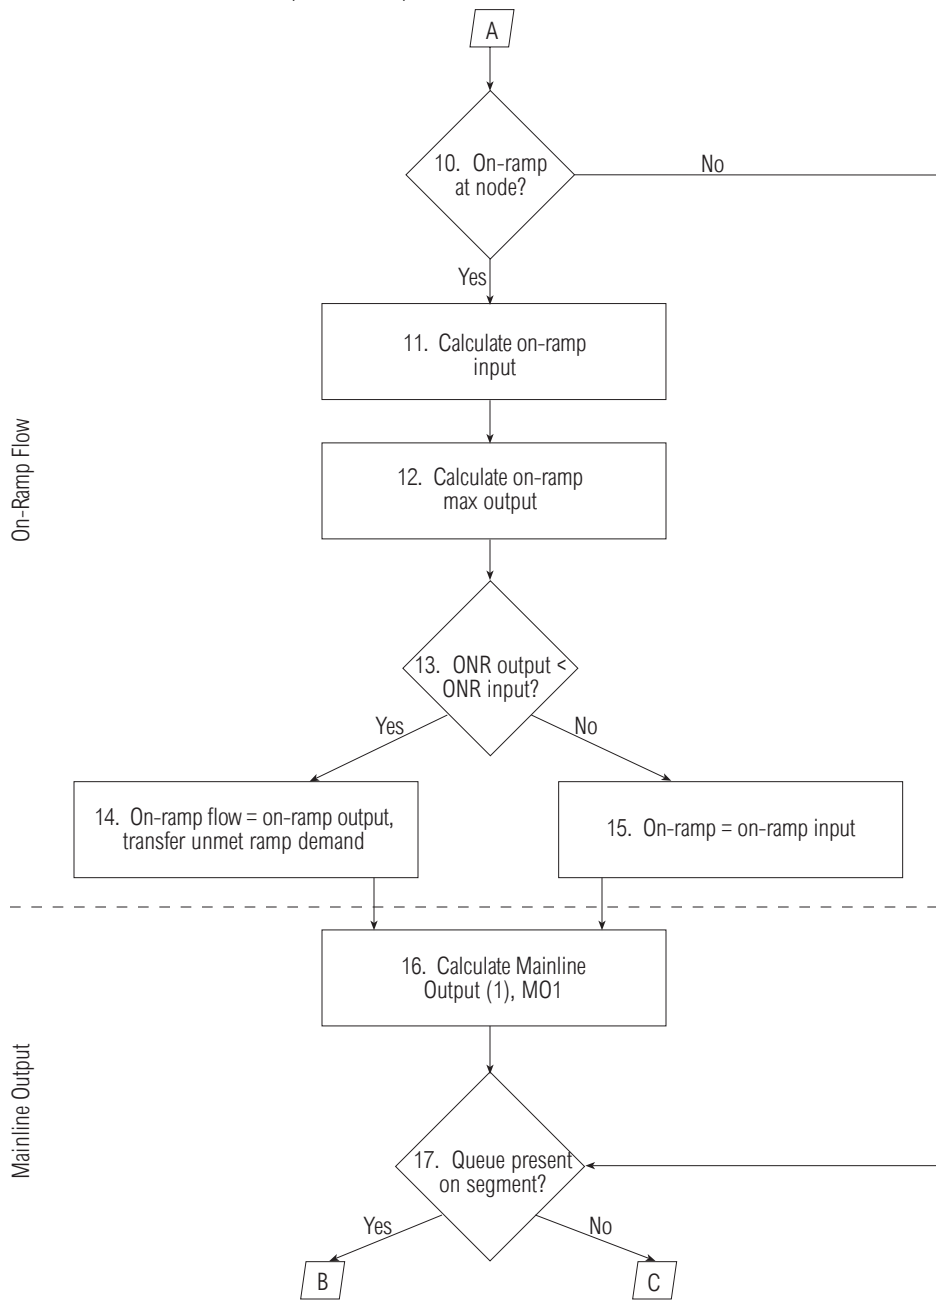 A
10. On-ramp
at node?
No
Yes
11. Calculate on-ramp
input
On-Ramp Flow
12. Calculate on-ramp
max output
13. ONR output <
ONR input?
Yes
No
14. On-ramp flow = on-ramp output,
transfer unmet ramp demand
15. On-ramp = on-ramp input
16. Calculate Mainline
Output (1), MO1
Mainline Output
17. Queue present
on segment?
Yes
No
B
C